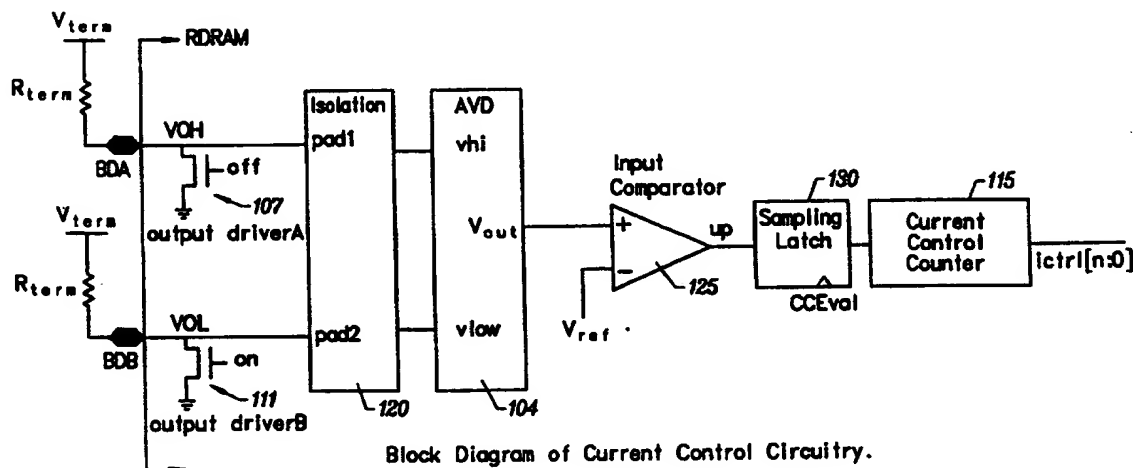 Vterm
RDRAM
Rterm
VOH
BDA
off
107
output driverA
Vterm
Rterm
VOL
BDB
on
111
output driverB
Isolation
pad1
pad2
120
AVD
vhi
Vout
vlow
104
Input
Comparator
+
−
up
125
Vref
130
Sampling
Latch
CCEval
115
Current
Control
Counter
ictrl[n:0]
Block Diagram of Current Control Circuitry.